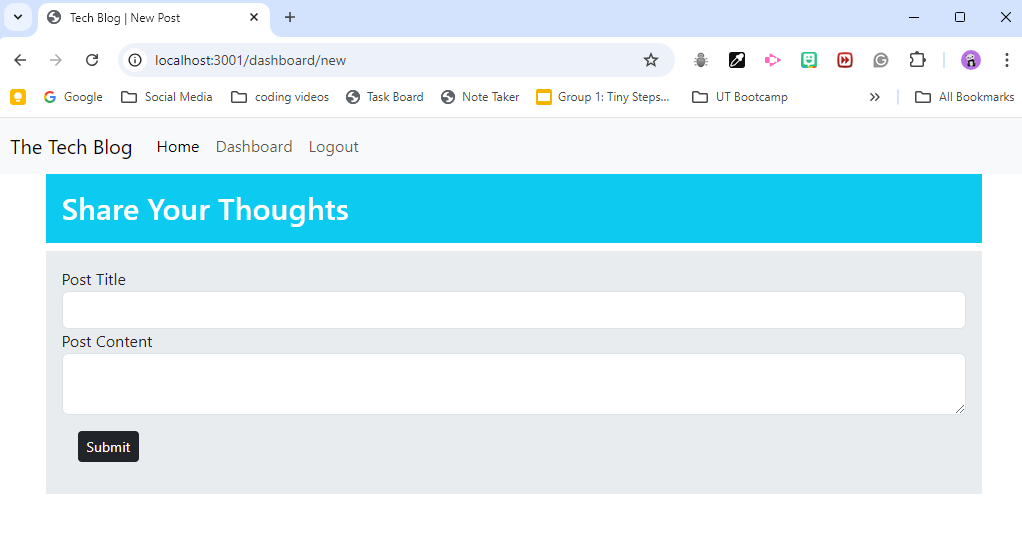 Tech Blog | New Post
localhost:3001/dashboard/new
Google Social Media coding videos Task Board Note Taker Group 1: Tiny Steps... UT Bootcamp All Bookmarks
The Tech Blog Home Dashboard Logout
Share Your Thoughts
Post Title
Post Content
Submit